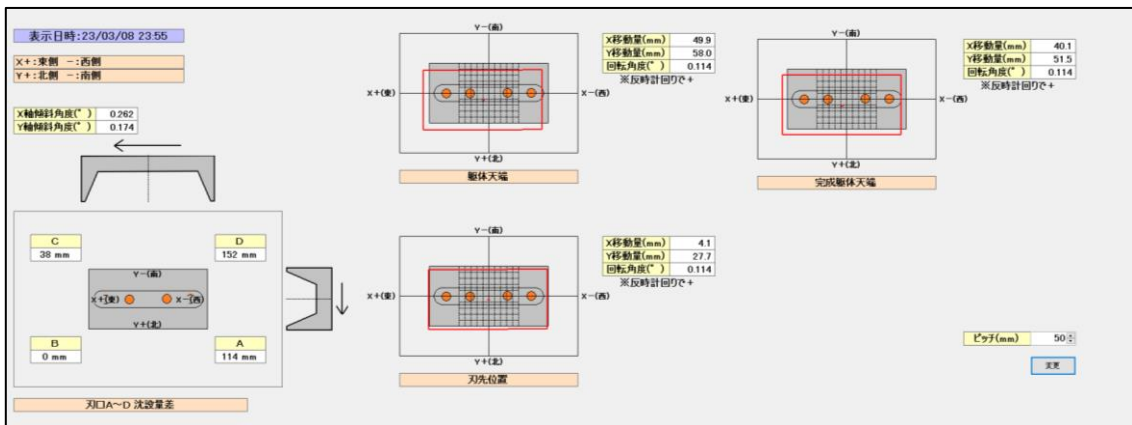 表示日時:23/03/08 23:55
X+:東側 -:西側
Y+:北側 -:南側
X軸傾斜角度(°) 0.262
Y軸傾斜角度(°) 0.174
C
38 mm
D
152 mm
Y-(南)
X+(東)
X-(西)
Y+(北)
B
0 mm
A
114 mm
刃口A~D 沈設量差
Y-(南)
X+(東)
X-(西)
Y+(北)
躯体天端
X移動量(mm) 49.9
Y移動量(mm) 58.0
回転角度(°) 0.114
※反時計回りで+
Y-(南)
X+(東)
X-(西)
Y+(北)
完成躯体天端
X移動量(mm) 40.1
Y移動量(mm) 51.5
回転角度(°) 0.114
※反時計回りで+
Y-(南)
X+(東)
X-(西)
Y+(北)
刃先位置
X移動量(mm) 4.1
Y移動量(mm) 27.7
回転角度(°) 0.114
※反時計回りで+
ピッチ(mm) 50
変更